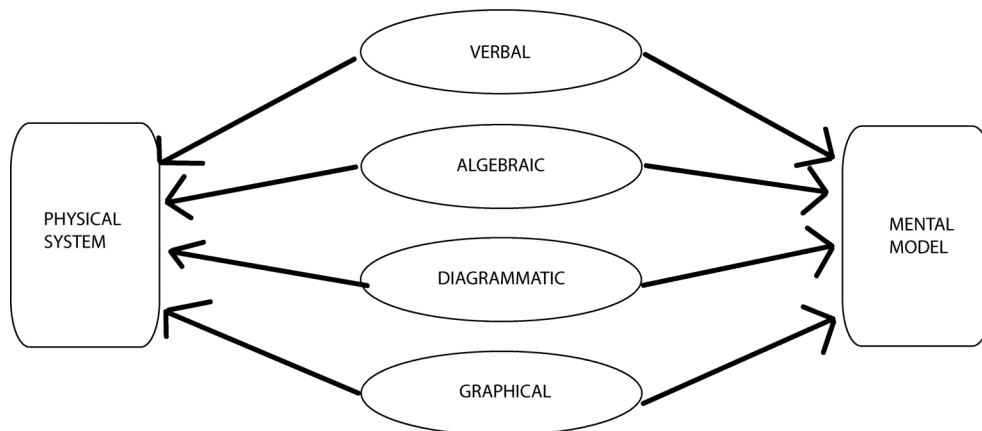 VERBAL
ALGEBRAIC
PHYSICAL
SYSTEM
MENTAL
MODEL
DIAGRAMMATIC
GRAPHICAL